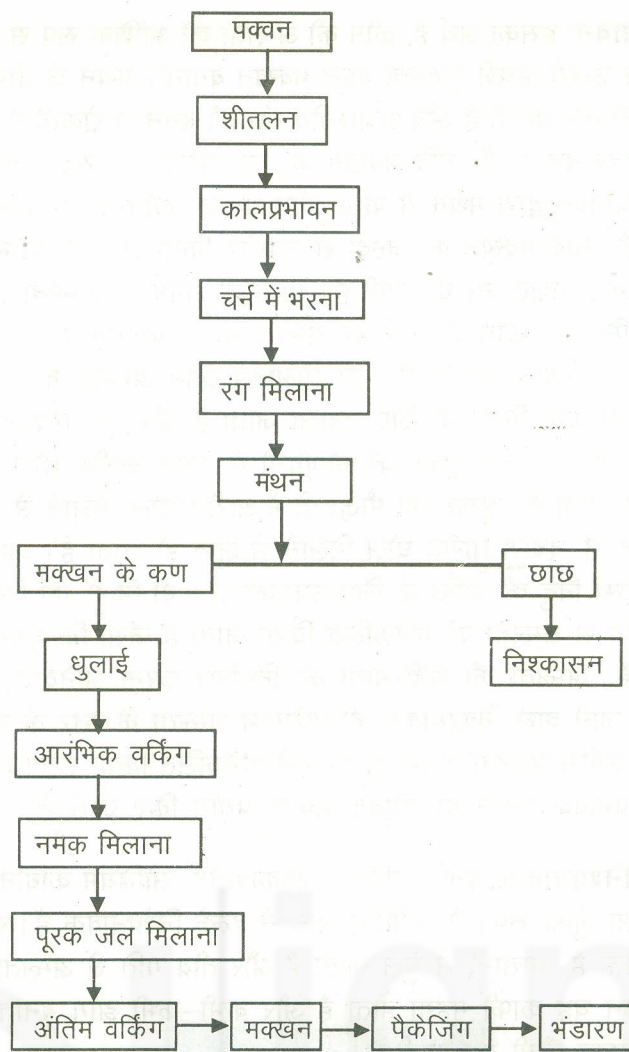 पक्वन
शीतलन
कालप्रभावन
चर्न में भरना
रंग मिलाना
मंथन
मक्खन के कण
छाछ
धुलाई
निश्कासन
आरंभिक वर्किंग
नमक मिलाना
पूरक जल मिलाना
अंतिम वर्किंग
मक्खन
पैकेजिग
भंडारण